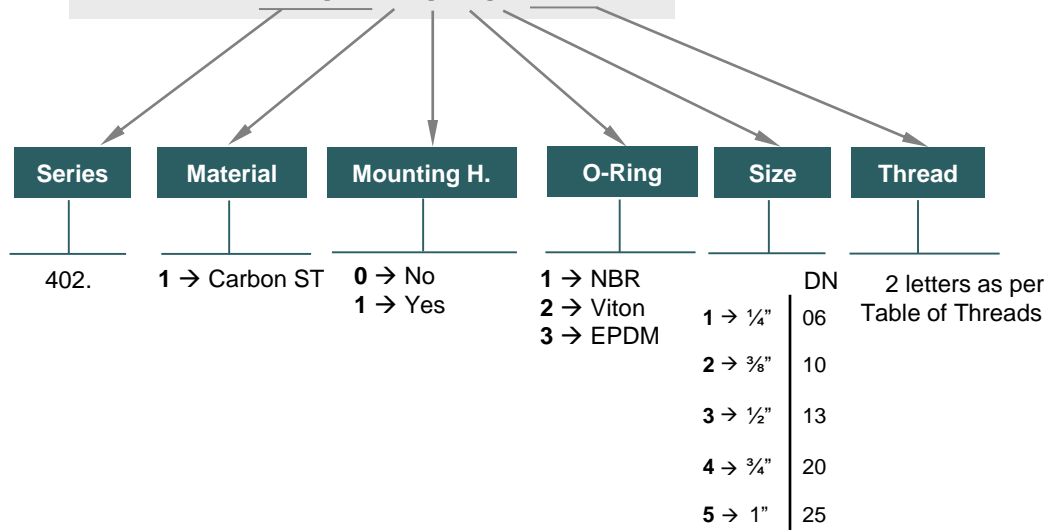 Series Material Mounting H. O-Ring Size Thread
402.
1 → Carbon ST
0 → No
1 → Yes
1 → NBR
2 → Viton
3 → EPDM
DN
1 → ¼” 06
2 → ⅜” 10
3 → ½” 13
4 → ¾” 20
5 → 1” 25
2 letters as per
Table of Threads